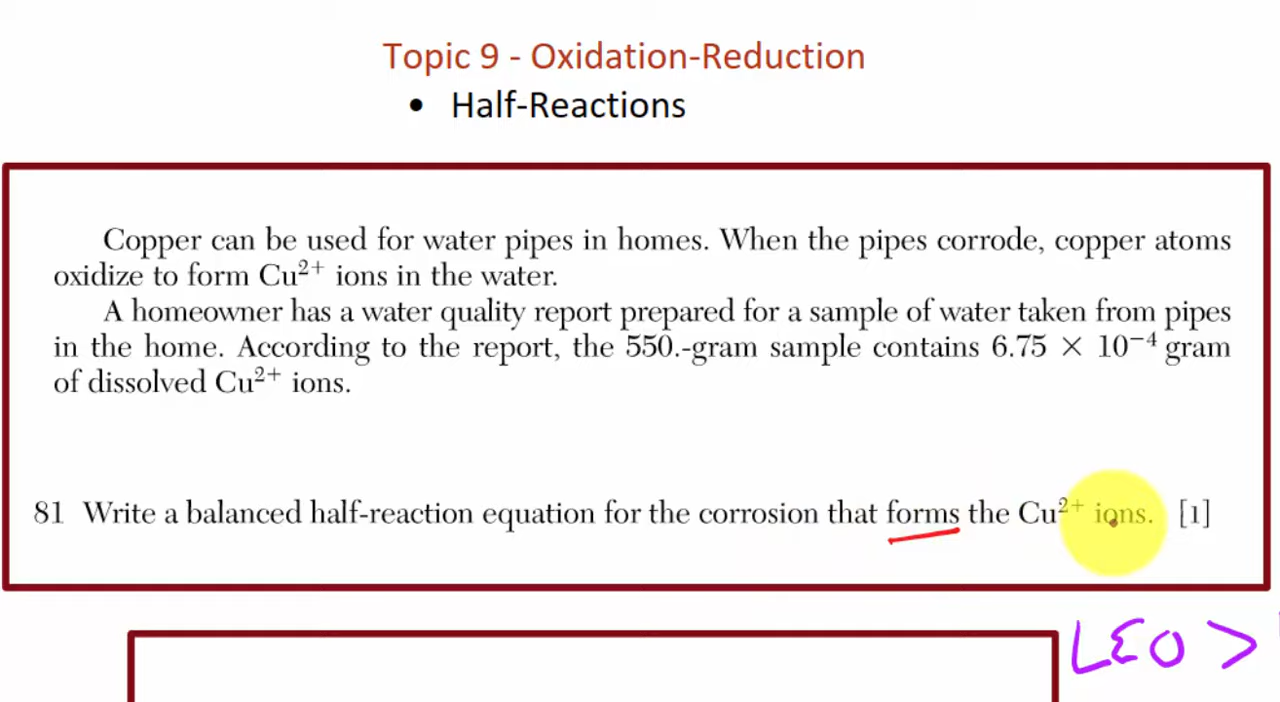 Topic 9 - Oxidation-Reduction
• Half-Reactions
Copper can be used for water pipes in homes. When the pipes corrode, copper atoms
oxidize to form Cu²⁺ ions in the water.
A homeowner has a water quality report prepared for a sample of water taken from pipes
in the home. According to the report, the 550.-gram sample contains 6.75 × 10⁻⁴ gram
of dissolved Cu²⁺ ions.
81 Write a balanced half-reaction equation for the corrosion that forms the Cu²⁺ ions. [1]
LEO >